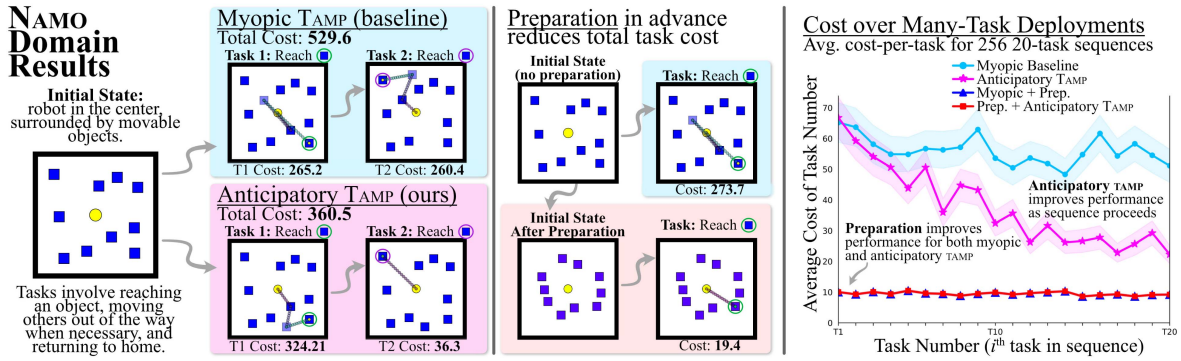 NAMO
Domain
Results
Initial State:
robot in the center,
surrounded by movable
objects.
Tasks involve reaching
an object, moving
others out of the way
when necessary, and
returning to home.
Myopic TAMP (baseline)
Total Cost: 529.6
Task 1: Reach
Task 2: Reach
T1 Cost: 265.2
T2 Cost: 260.4
Anticipatory TAMP (ours)
Total Cost: 360.5
Task 1: Reach
Task 2: Reach
T1 Cost: 324.21
T2 Cost: 36.3
Preparation in advance
reduces total task cost
Initial State
(no preparation)
Task: Reach
Cost: 273.7
Initial State
After Preparation
Task: Reach
Cost: 19.4
Cost over Many-Task Deployments
Avg. cost-per-task for 256 20-task sequences
Myopic Baseline
Anticipatory TAMP
Myopic + Prep.
Prep. + Anticipatory TAMP
Average Cost of Task Number
70
60
50
40
30
20
10
0
Anticipatory TAMP
improves performance
as sequence proceeds
Preparation improves
performance for both myopic
and anticipatory TAMP
T1
T10
T20
Task Number (ith task in sequence)